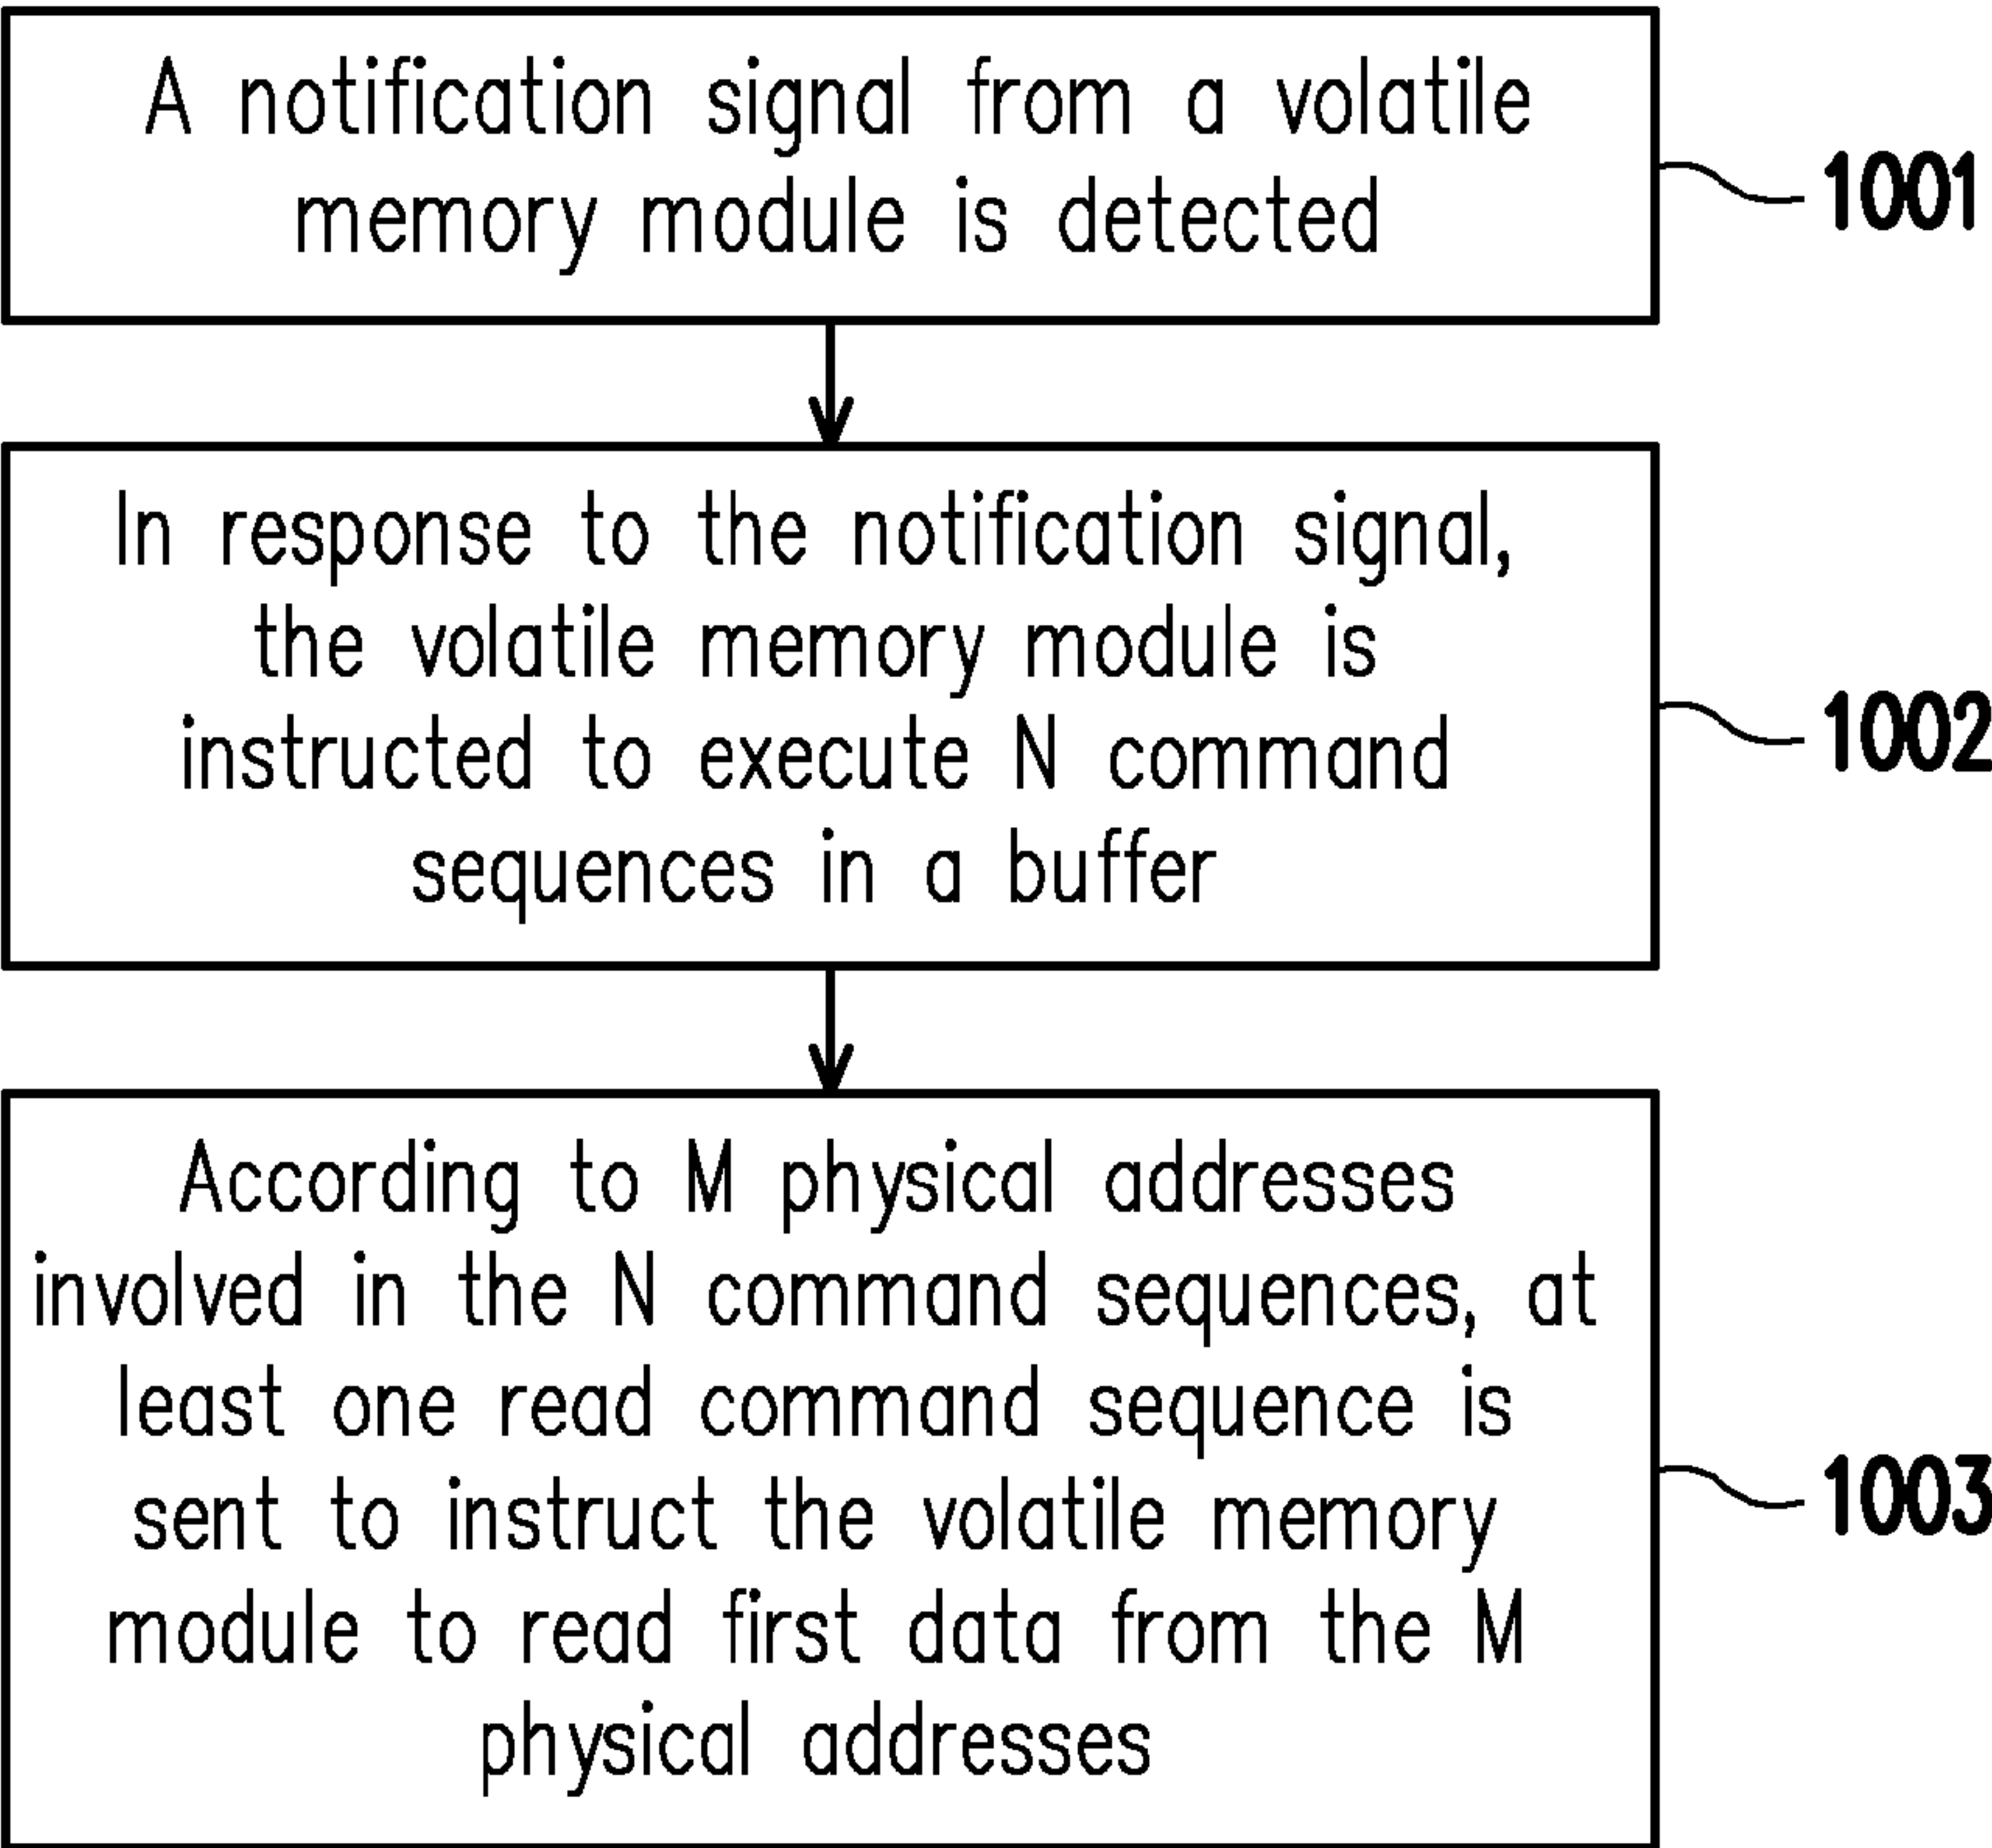 A notification signal from a volatile
memory module is detected
1001
In response to the notification signal,
the volatile memory module is
instructed to execute N command
sequences in a buffer
1002
According to M physical addresses
involved in the N command sequences, at
least one read command sequence is
sent to instruct the volatile memory
module to read first data from the M
physical addresses
1003